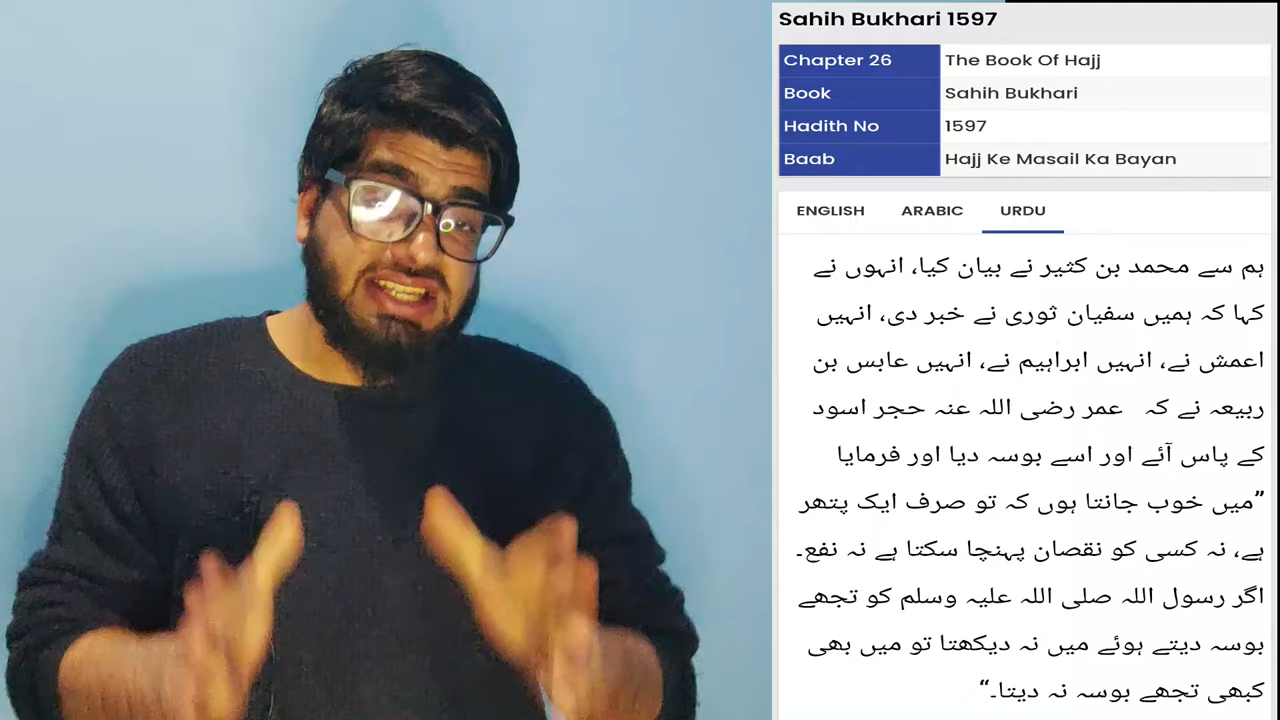 Sahih Bukhari 1597
Chapter 26 The Book Of Hajj
Book Sahih Bukhari
Hadith No 1597
Baab Hajj Ke Masail Ka Bayan
ENGLISH ARABIC URDU
ہم سے محمد بن کثیر نے بیان کیا، انہوں نے
کہا کہ ہمیں سفیان ثوری نے خبر دی، انہیں
اعمش نے، انہیں ابراہیم نے، انہیں عابس بن
ربیعہ نے کہ عمر رضی اللہ عنہ حجر اسود
کے پاس آئے اور اسے بوسہ دیا اور فرمایا
”میں خوب جانتا ہوں کہ تو صرف ایک پتھر
ہے، نہ کسی کو نقصان پہنچا سکتا ہے نہ نفع۔
اگر رسول اللہ صلی اللہ علیہ وسلم کو تجھے
بوسہ دیتے ہوئے میں نہ دیکھتا تو میں بھی
کبھی تجھے بوسہ نہ دیتا۔“